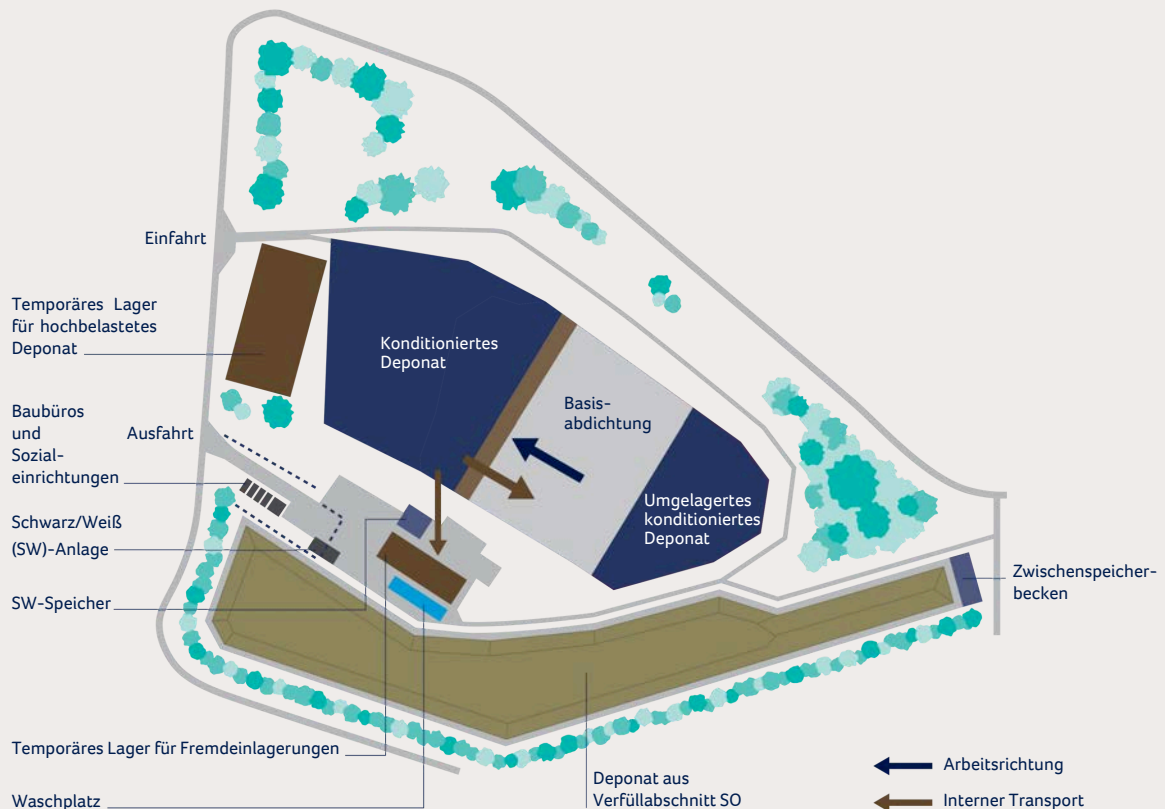 Einfahrt
Temporäres Lager
für hochbelastetes
Deponat
Konditioniertes
Deponat
Basis-
abdichtung
Baubüros
und
Sozial-
einrichtungen
Ausfahrt
Umgelagertes
konditioniertes
Deponat
Schwarz/Weiß
(SW)-Anlage
SW-Speicher
Zwischenspeicher-
becken
Temporäres Lager für Fremdeinlagerungen
Waschplatz
Deponat aus
Verfüllabschnitt SO
Arbeitsrichtung
Interner Transport